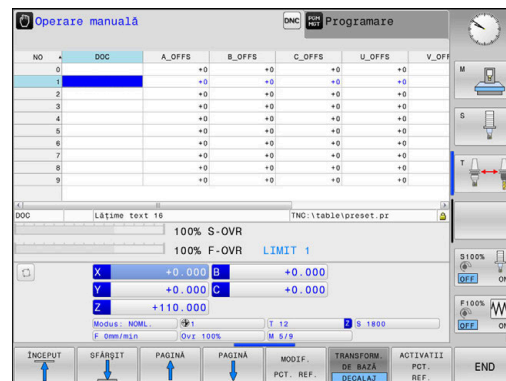 Operare manuală DNC PGM MGT Programare
NO DOC A_OFFS B_OFFS C_OFFS U_OFFS V_OFF
0 +0 +0 +0 +0
1 +0 +0 +0 +0
2 +0 +0 +0 +0
3 +0 +0 +0 +0
4 +0 +0 +0 +0
5 +0 +0 +0 +0
6 +0 +0 +0 +0
7 +0 +0 +0 +0
8 +0 +0 +0 +0
9 +0 +0 +0 +0
DOC Lăţime text 16 TNC:\table\preset.pr
100% S-OVR
100% F-OVR LIMIT 1
X +0.000 B +0.000
Y +0.000 C +0.000
Z +110.000
Modus: NOML. 1 T 12 Z S 1800
F 0mm/min Ovr 100% M 5/9
M
S
T
S100%
OFF ON
F100%
OFF ON
ÎNCEPUT
SFÂRŞIT
PAGINĂ
PAGINĂ
MODIF.
PCT. REF.
TRANSFORM.
DE BAZĂ
DECALAJ
ACTIVATII
PCT.
REF.
END